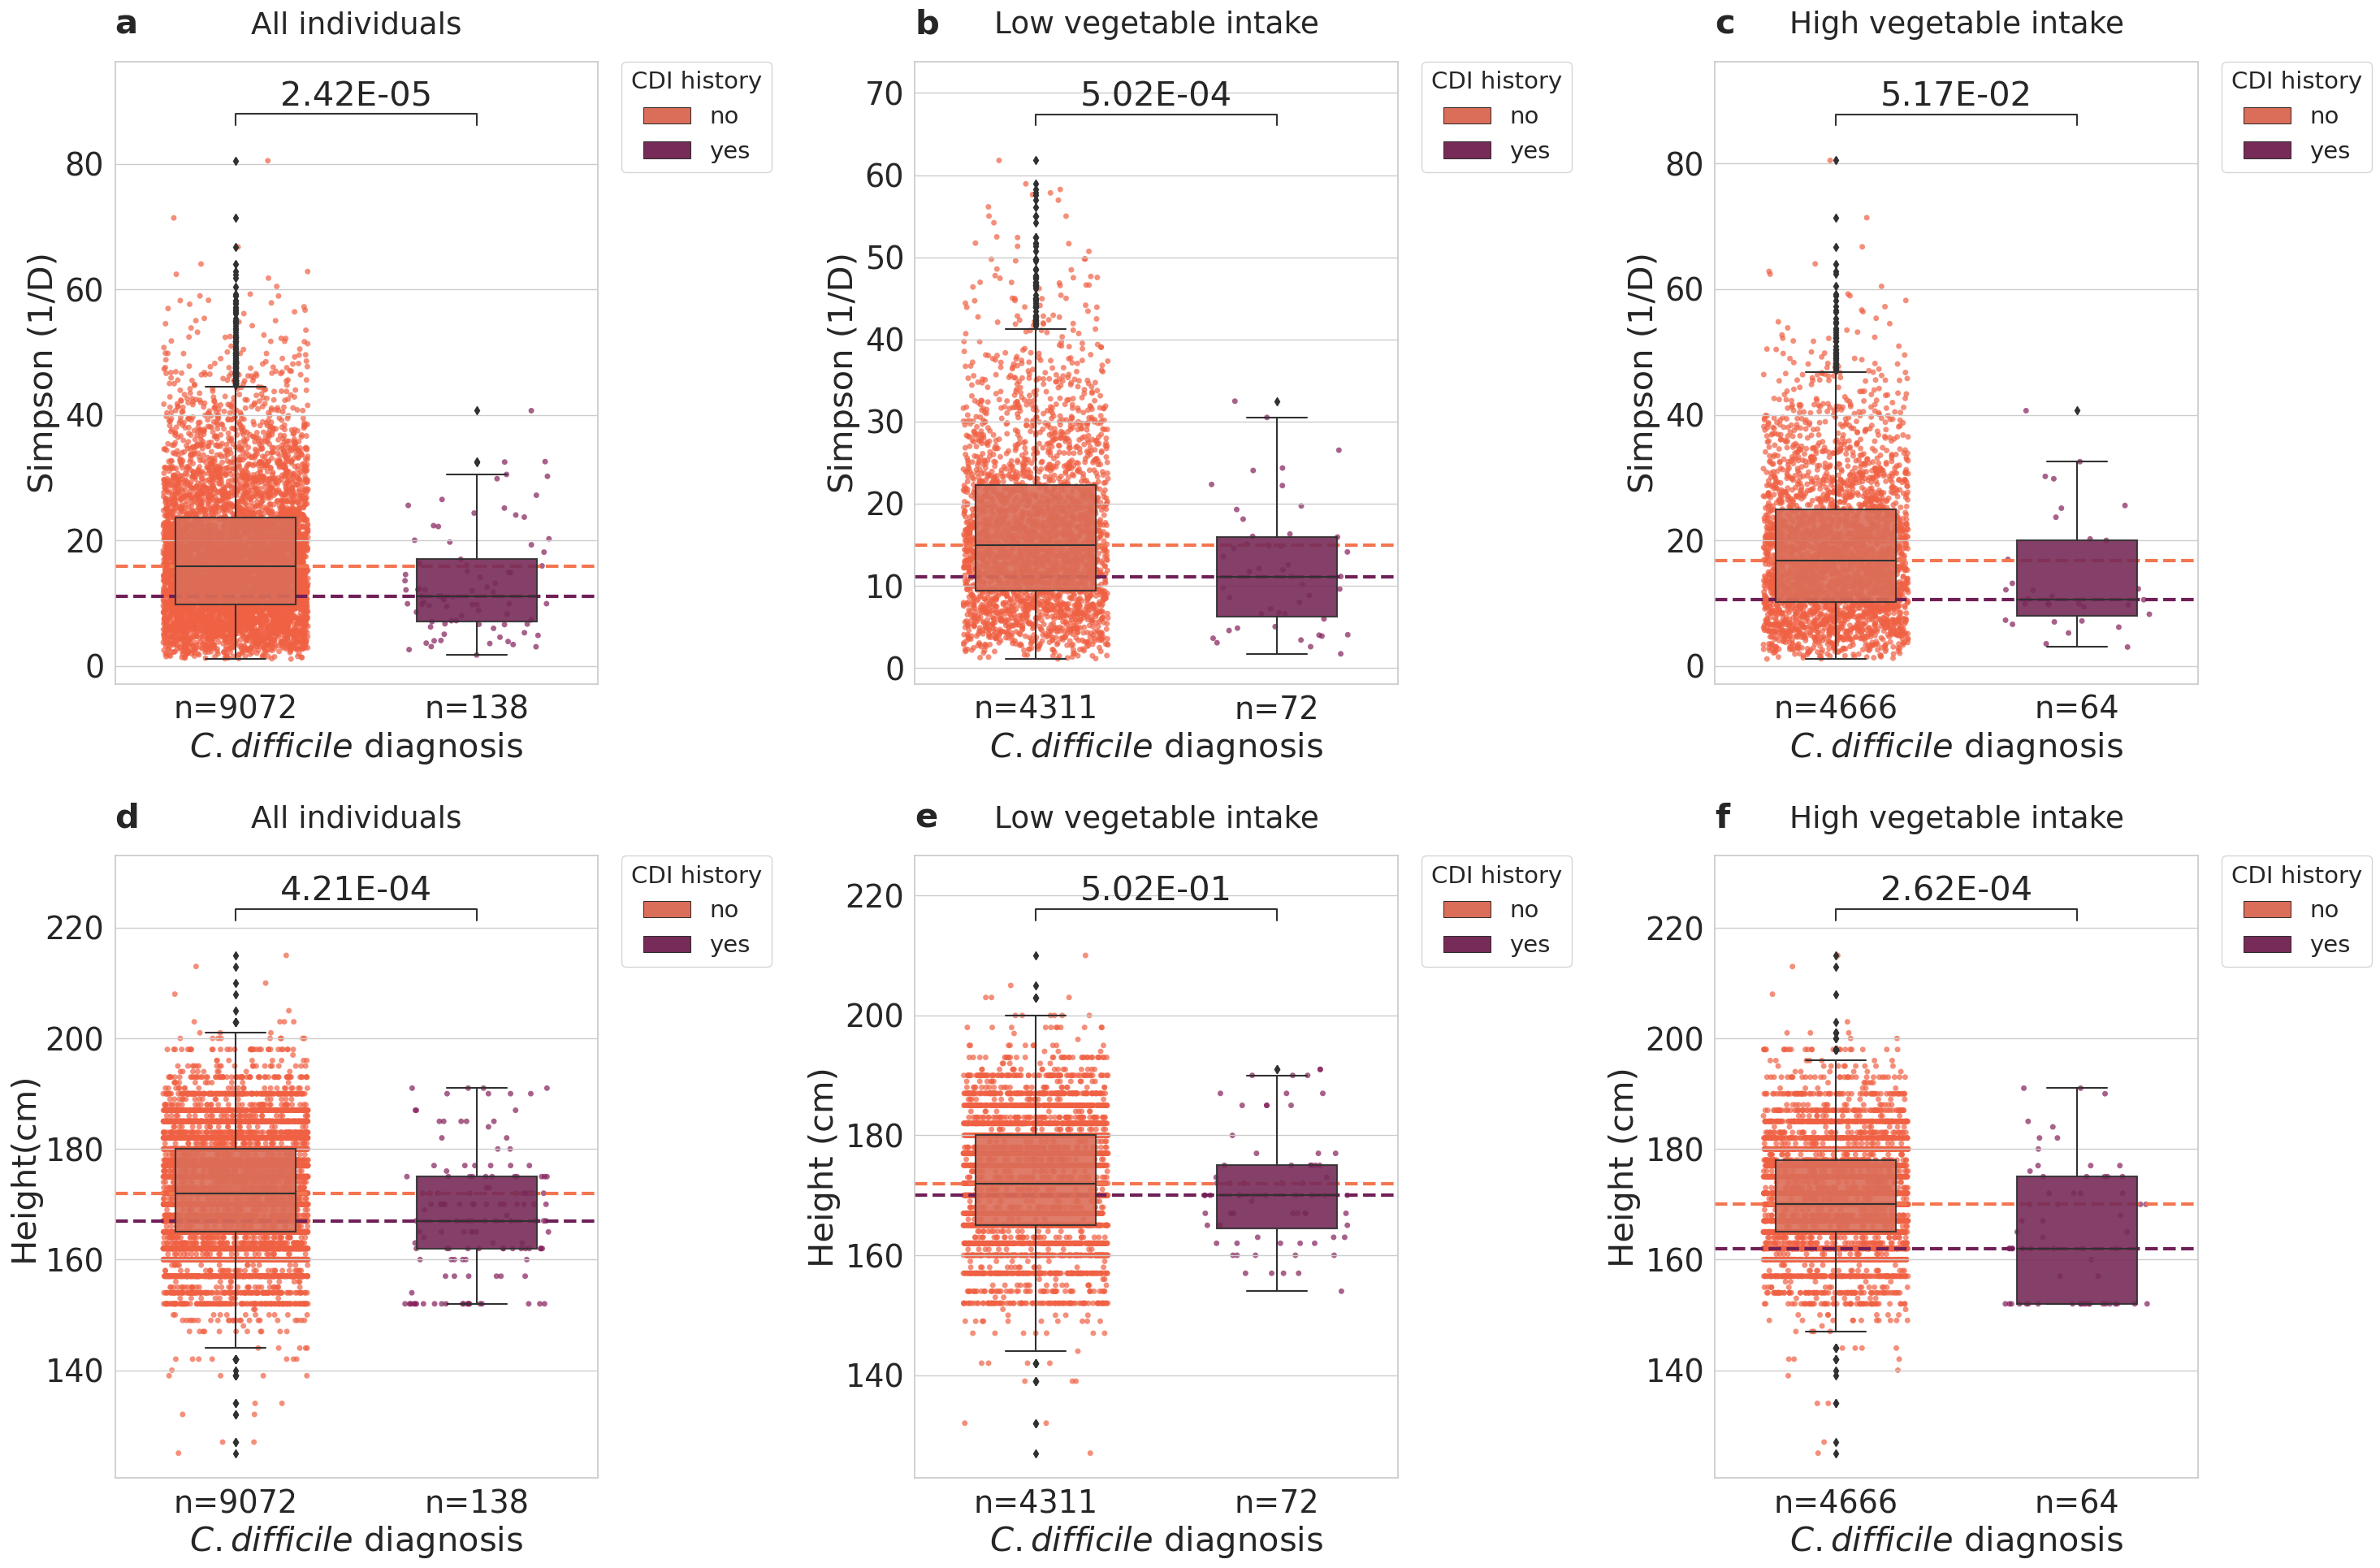 a All individuals
2.42E-05
CDI history
no
yes
80
60
40
20
0
Simpson (1/D)
n=9072 n=138
C. difficile diagnosis
b Low vegetable intake
5.02E-04
CDI history
no
yes
70
60
50
40
30
20
10
0
Simpson (1/D)
n=4311 n=72
C. difficile diagnosis
c High vegetable intake
5.17E-02
CDI history
no
yes
80
60
40
20
0
Simpson (1/D)
n=4666 n=64
C. difficile diagnosis
d All individuals
4.21E-04
CDI history
no
yes
220
200
180
160
140
Height(cm)
n=9072 n=138
C. difficile diagnosis
e Low vegetable intake
5.02E-01
CDI history
no
yes
220
200
180
160
140
Height (cm)
n=4311 n=72
C. difficile diagnosis
f High vegetable intake
2.62E-04
CDI history
no
yes
220
200
180
160
140
Height (cm)
n=4666 n=64
C. difficile diagnosis